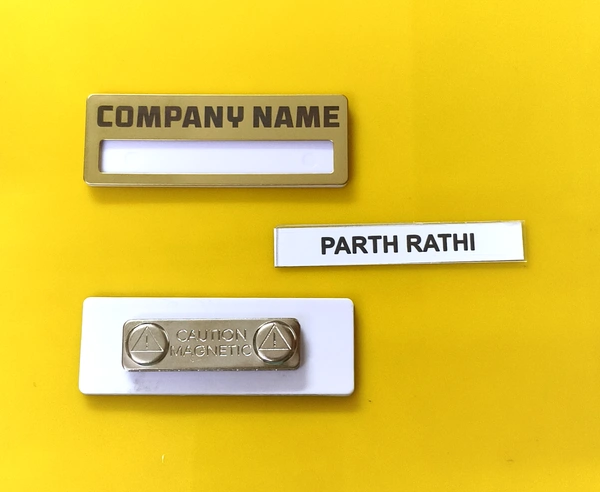 COMPANY NAME
PARTH RATHI
CAUTION
MAGNETIC